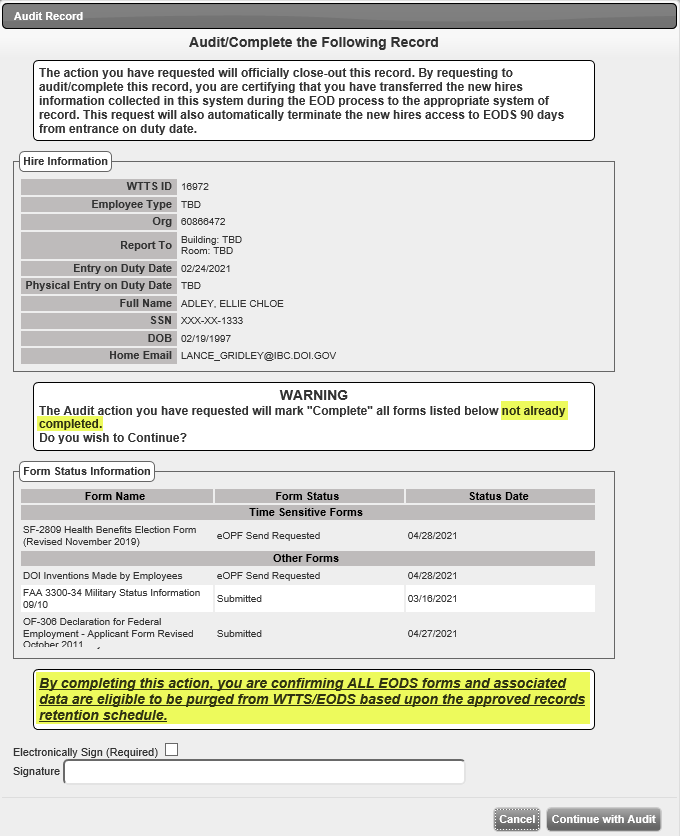 Audit Record
Audit/Complete the Following Record
The action you have requested will officially close-out this record. By requesting to
audit/complete this record, you are certifying that you have transferred the new hires
information collected in this system during the EOD process to the appropriate system of
record. This request will also automatically terminate the new hires access to EODS 90 days
from entrance on duty date.
Hire Information
WTTS ID 16972
Employee Type TBD
Org 60866472
Report To Building: TBD
Room: TBD
Entry on Duty Date 02/24/2021
Physical Entry on Duty Date TBD
Full Name ADLEY, ELLIE CHLOE
SSN XXX-XX-1333
DOB 02/19/1997
Home Email LANCE_GRIDLEY@IBC.DOI.GOV
WARNING
The Audit action you have requested will mark "Complete" all forms listed below not already
completed.
Do you wish to Continue?
Form Status Information
Form Name Form Status Status Date
Time Sensitive Forms
SF-2809 Health Benefits Election Form
(Revised November 2019) eOPF Send Requested 04/28/2021
Other Forms
DOI Inventions Made by Employees eOPF Send Requested 04/28/2021
FAA 3300-34 Military Status Information
09/10 Submitted 03/16/2021
OF-306 Declaration for Federal
Employment - Applicant Form Revised Submitted 04/27/2021
October 2011
By completing this action, you are confirming ALL EODS forms and associated
data are eligible to be purged from WTTS/EODS based upon the approved records
retention schedule.
Electronically Sign (Required)
Signature
Cancel Continue with Audit